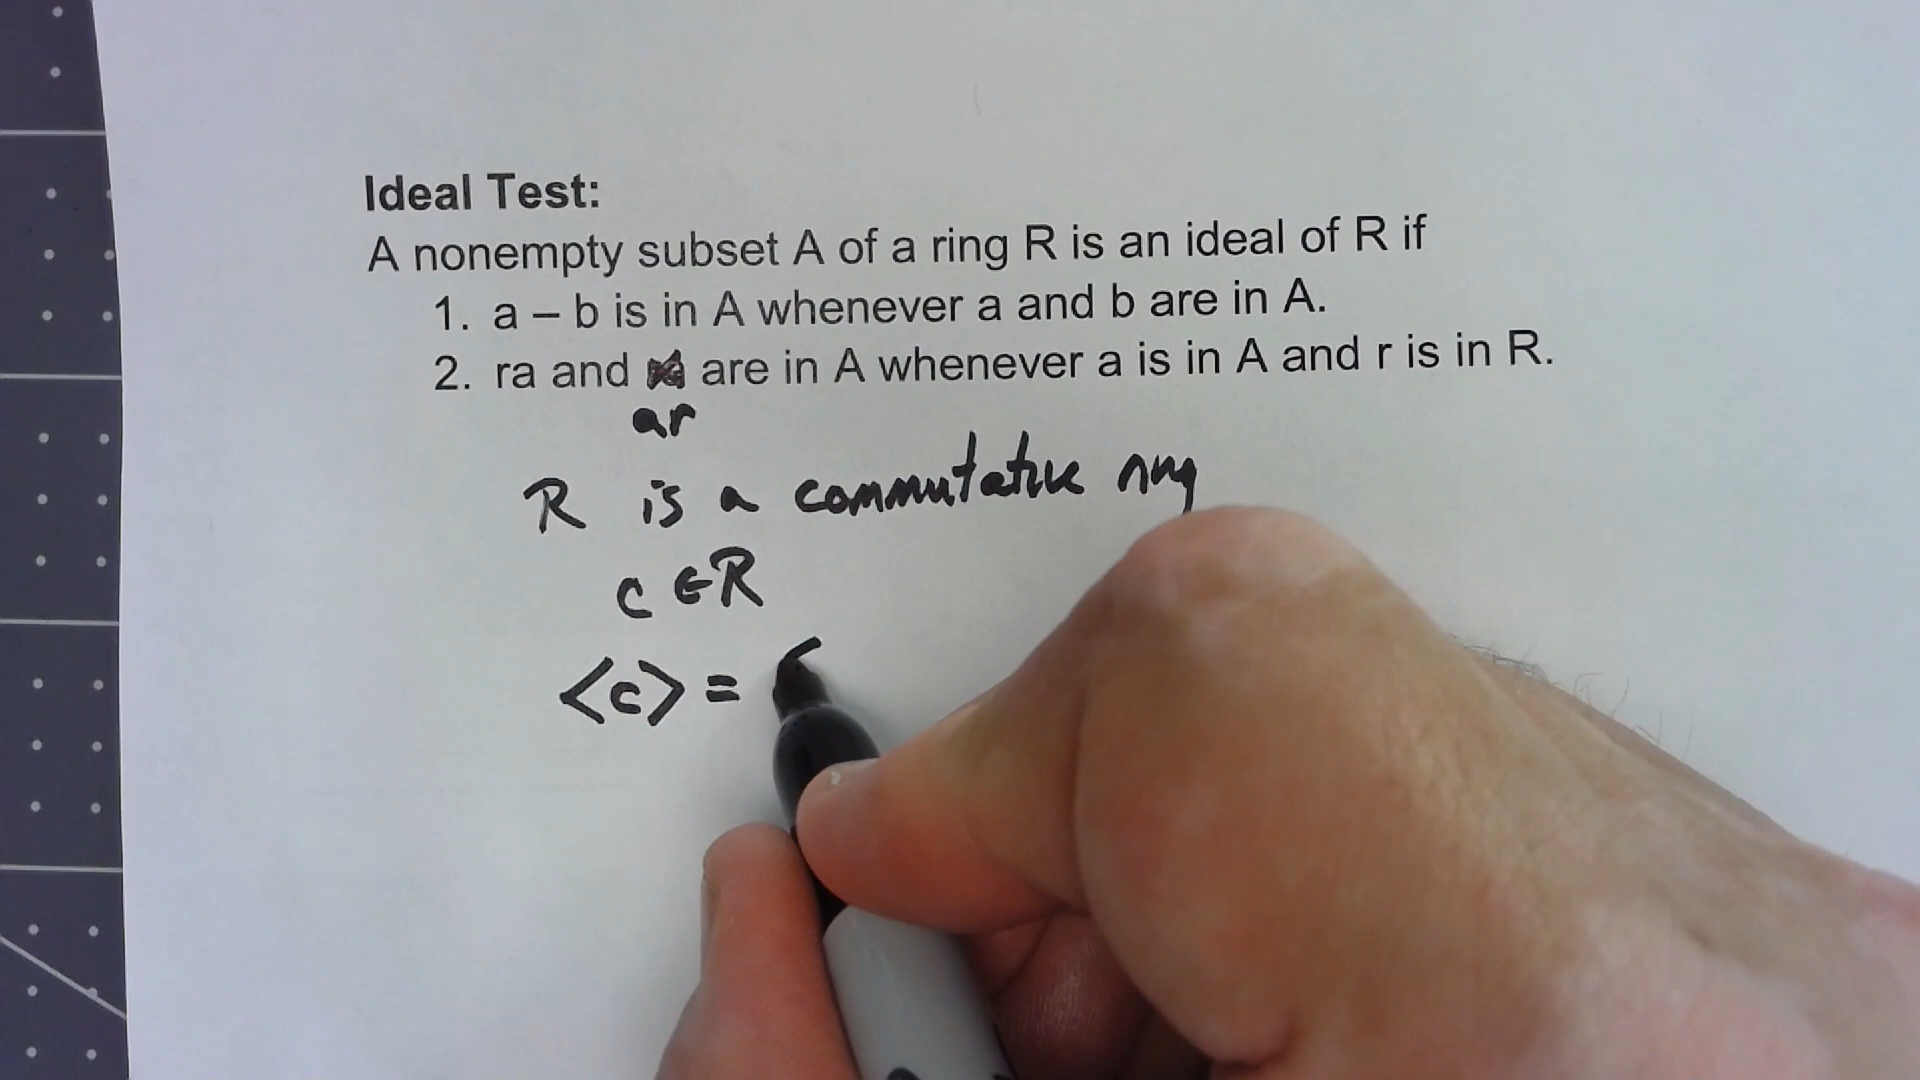 Ideal Test:
A nonempty subset A of a ring R is an ideal of R if
1. a – b is in A whenever a and b are in A.
2. ra and are in A whenever a is in A and r is in R.
ar
R is a commutative ring
c ∈ R
<c> = {